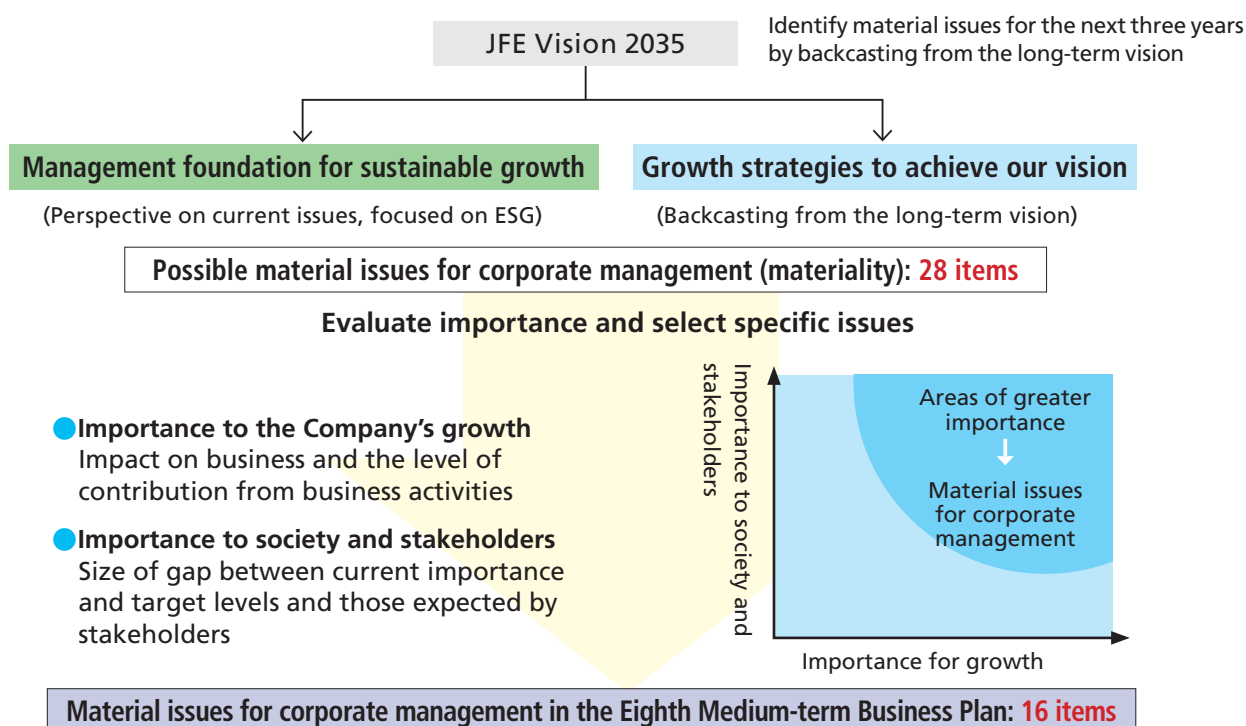 JFE Vision 2035
Identify material issues for the next three years
by backcasting from the long-term vision
Management foundation for sustainable growth
(Perspective on current issues, focused on ESG)
Growth strategies to achieve our vision
(Backcasting from the long-term vision)
Possible material issues for corporate management (materiality): 28 items
Evaluate importance and select specific issues
●Importance to the Company’s growth
Impact on business and the level of
contribution from business activities
●Importance to society and stakeholders
Size of gap between current importance
and target levels and those expected by
stakeholders
Importance to society and
stakeholders
Areas of greater
importance
Material issues
for corporate
management
Importance for growth
Material issues for corporate management in the Eighth Medium-term Business Plan: 16 items